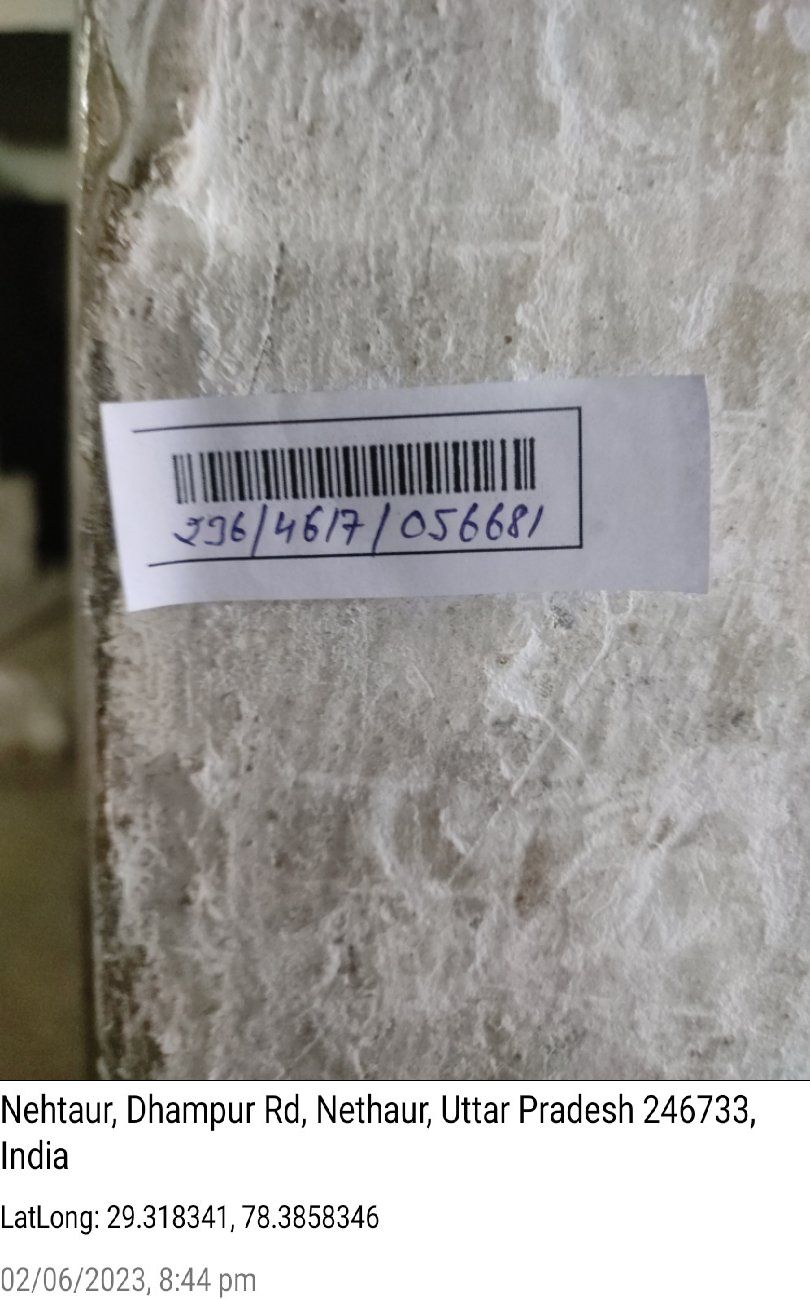 296/4617/056681
Nehtaur, Dhampur Rd, Nethaur, Uttar Pradesh 246733,
India
LatLong: 29.318341, 78.3858346
02/06/2023, 8:44 pm